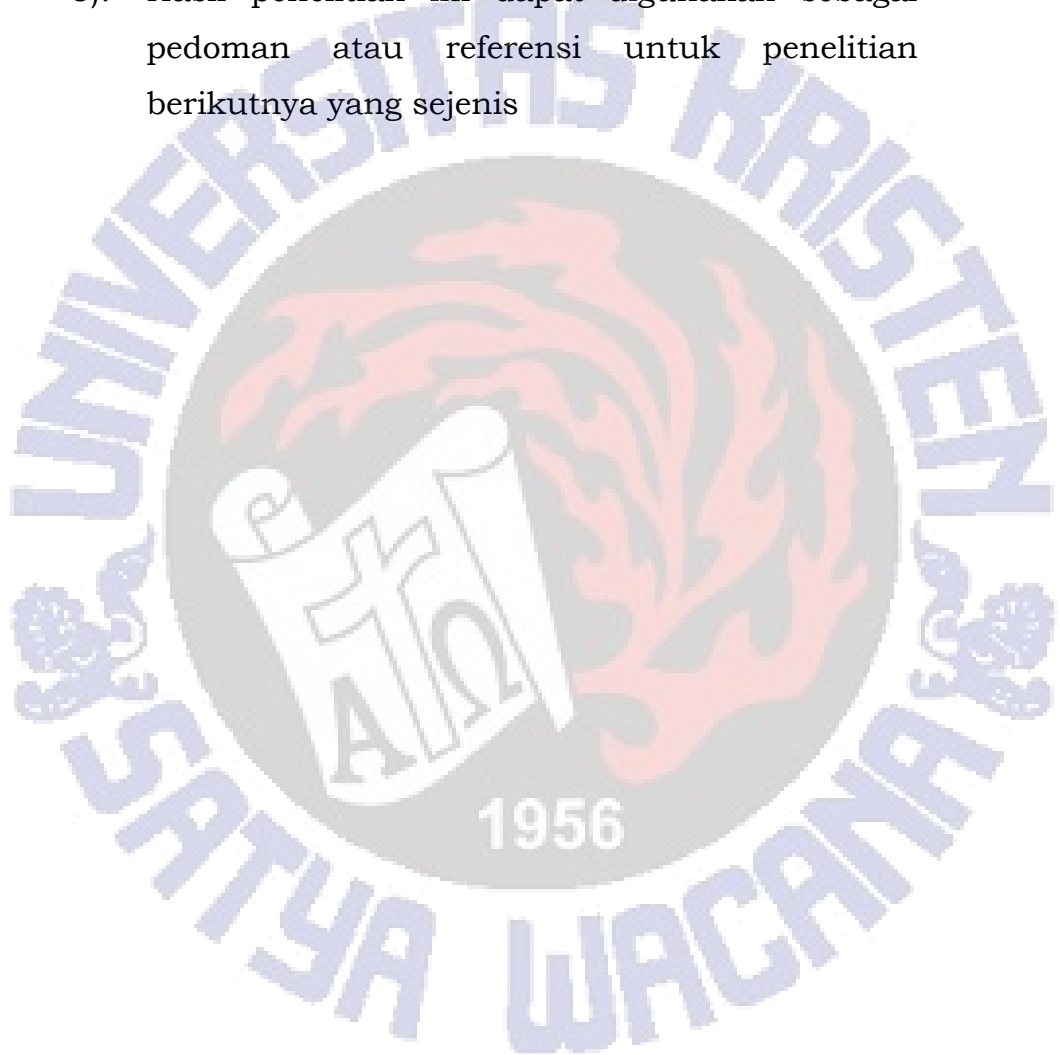 pedoman atau referensi untuk penelitian
berikutnya yang sejenis
UNIVERSITAS KRISTEN
SATYA WACANA
Α Ω
1956